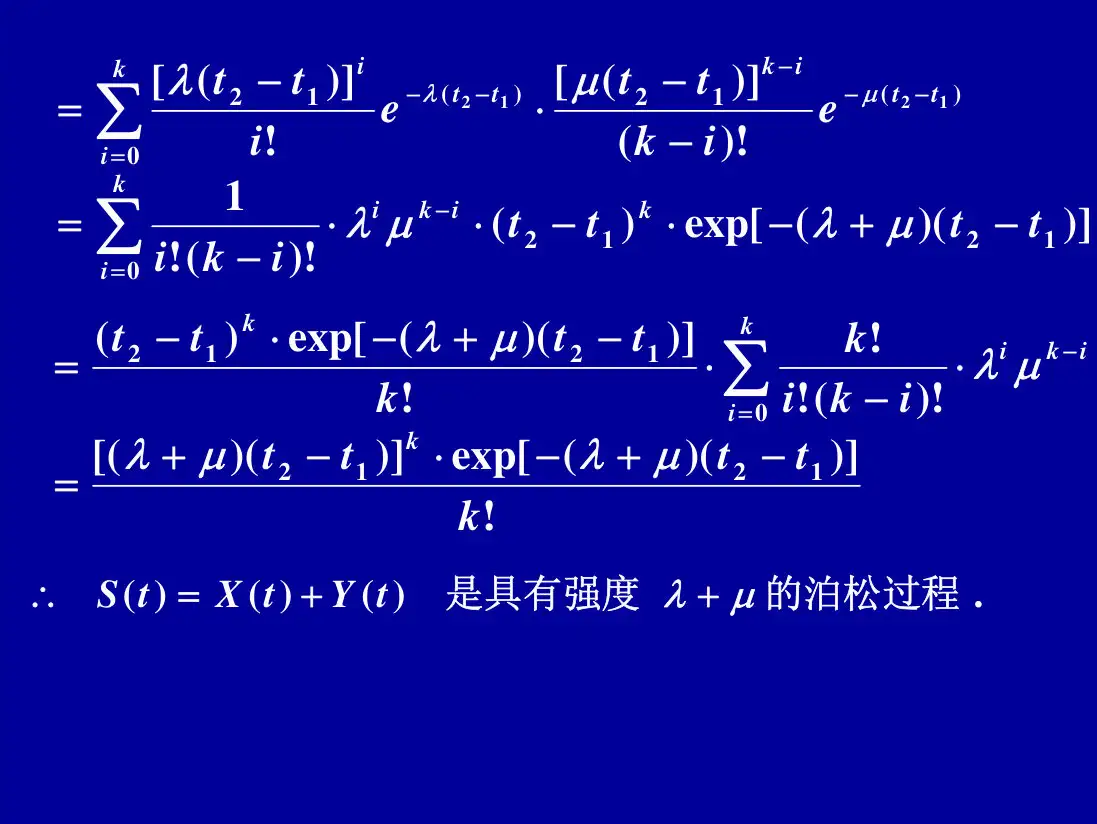 = \sum_{i=0}^{k} \frac{[\lambda(t_2-t_1)]^i}{i!} e^{-\lambda(t_2-t_1)} \cdot \frac{[\mu(t_2-t_1)]^{k-i}}{(k-i)!} e^{-\mu(t_2-t_1)}
= \sum_{i=0}^{k} \frac{1}{i!(k-i)!} \cdot \lambda^i \mu^{k-i} \cdot (t_2-t_1)^k \cdot \exp[-(\lambda+\mu)(t_2-t_1)]
= \frac{(t_2-t_1)^k \cdot \exp[-(\lambda+\mu)(t_2-t_1)]}{k!} \cdot \sum_{i=0}^{k} \frac{k!}{i!(k-i)!} \cdot \lambda^i \mu^{k-i}
= \frac{[(\lambda+\mu)(t_2-t_1)]^k \cdot \exp[-(\lambda+\mu)(t_2-t_1)]}{k!}
∴ S(t) = X(t) + Y(t) 是具有强度 λ + μ 的泊松过程 .